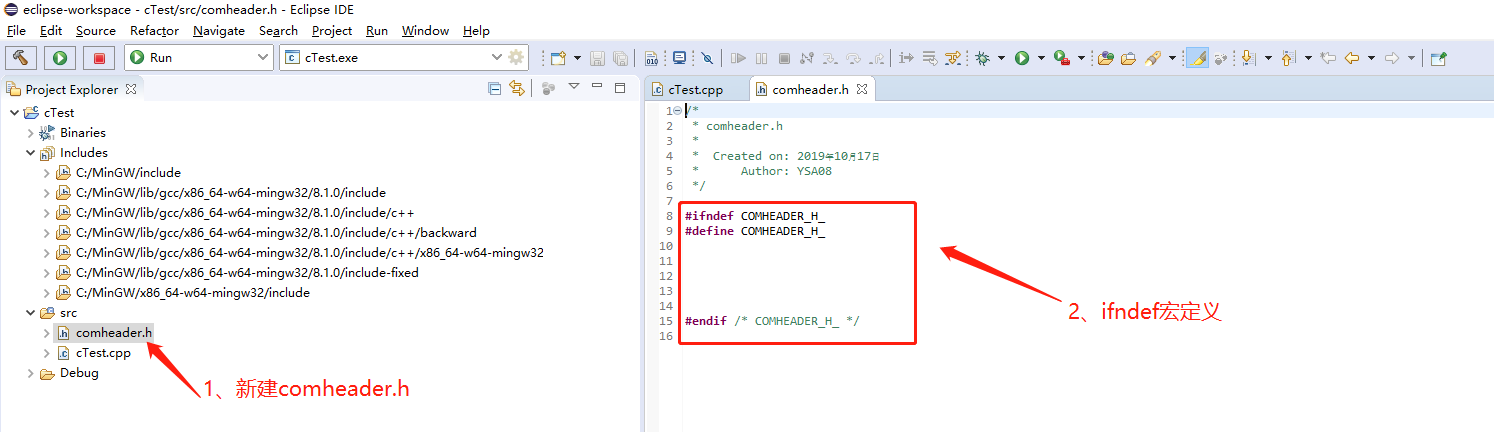 eclipse-workspace - cTest/src/comheader.h - Eclipse IDE
File Edit Source Refactor Navigate Search Project Run Window Help
Run cTest.exe
Project Explorer
cTest
Binaries
Includes
C:/MinGW/include
C:/MinGW/lib/gcc/x86_64-w64-mingw32/8.1.0/include
C:/MinGW/lib/gcc/x86_64-w64-mingw32/8.1.0/include/c++
C:/MinGW/lib/gcc/x86_64-w64-mingw32/8.1.0/include/c++/backward
C:/MinGW/lib/gcc/x86_64-w64-mingw32/8.1.0/include/c++/x86_64-w64-mingw32
C:/MinGW/lib/gcc/x86_64-w64-mingw32/8.1.0/include-fixed
C:/MinGW/x86_64-w64-mingw32/include
src
comheader.h
cTest.cpp
Debug
1、新建comheader.h
cTest.cpp comheader.h
1 /*
2 * comheader.h
3 *
4 * Created on: 2019年10月17日
5 * Author: YSA08
6 */
7
8 #ifndef COMHEADER_H_
9 #define COMHEADER_H_
10
11
12
13
14
15 #endif /* COMHEADER_H_ */
16
2、ifndef宏定义